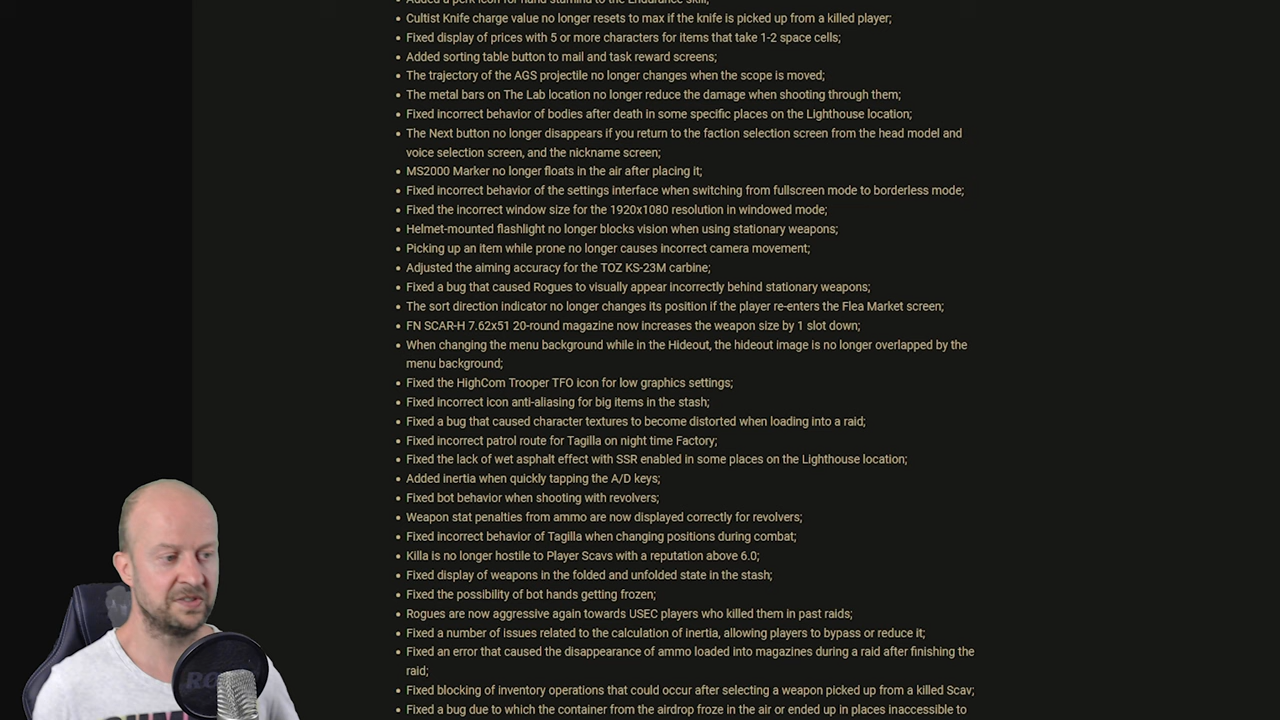 Added a perk icon for hand stamina to the Endurance skill;
• Cultist Knife charge value no longer resets to max if the knife is picked up from a killed player;
• Fixed display of prices with 5 or more characters for items that take 1-2 space cells;
• Added sorting table button to mail and task reward screens;
• The trajectory of the AGS projectile no longer changes when the scope is moved;
• The metal bars on The Lab location no longer reduce the damage when shooting through them;
• Fixed incorrect behavior of bodies after death in some specific places on the Lighthouse location;
• The Next button no longer disappears if you return to the faction selection screen from the head model and
voice selection screen, and the nickname screen;
• MS2000 Marker no longer floats in the air after placing it;
• Fixed incorrect behavior of the settings interface when switching from fullscreen mode to borderless mode;
• Fixed the incorrect window size for the 1920x1080 resolution in windowed mode;
• Helmet-mounted flashlight no longer blocks vision when using stationary weapons;
• Picking up an item while prone no longer causes incorrect camera movement;
• Adjusted the aiming accuracy for the TOZ KS-23M carbine;
• Fixed a bug that caused Rogues to visually appear incorrectly behind stationary weapons;
• The sort direction indicator no longer changes its position if the player re-enters the Flea Market screen;
• FN SCAR-H 7.62x51 20-round magazine now increases the weapon size by 1 slot down;
• When changing the menu background while in the Hideout, the hideout image is no longer overlapped by the
menu background;
• Fixed the HighCom Trooper TFO icon for low graphics settings;
• Fixed incorrect icon anti-aliasing for big items in the stash;
• Fixed a bug that caused character textures to become distorted when loading into a raid;
• Fixed incorrect patrol route for Tagilla on night time Factory;
• Fixed the lack of wet asphalt effect with SSR enabled in some places on the Lighthouse location;
• Added inertia when quickly tapping the A/D keys;
• Fixed bot behavior when shooting with revolvers;
• Weapon stat penalties from ammo are now displayed correctly for revolvers;
• Fixed incorrect behavior of Tagilla when changing positions during combat;
• Killa is no longer hostile to Player Scavs with a reputation above 6.0;
• Fixed display of weapons in the folded and unfolded state in the stash;
• Fixed the possibility of bot hands getting frozen;
• Rogues are now aggressive again towards USEC players who killed them in past raids;
• Fixed a number of issues related to the calculation of inertia, allowing players to bypass or reduce it;
• Fixed an error that caused the disappearance of ammo loaded into magazines during a raid after finishing the
raid;
• Fixed blocking of inventory operations that could occur after selecting a weapon picked up from a killed Scav;
• Fixed a bug due to which the container from the airdrop froze in the air or ended up in places inaccessible to